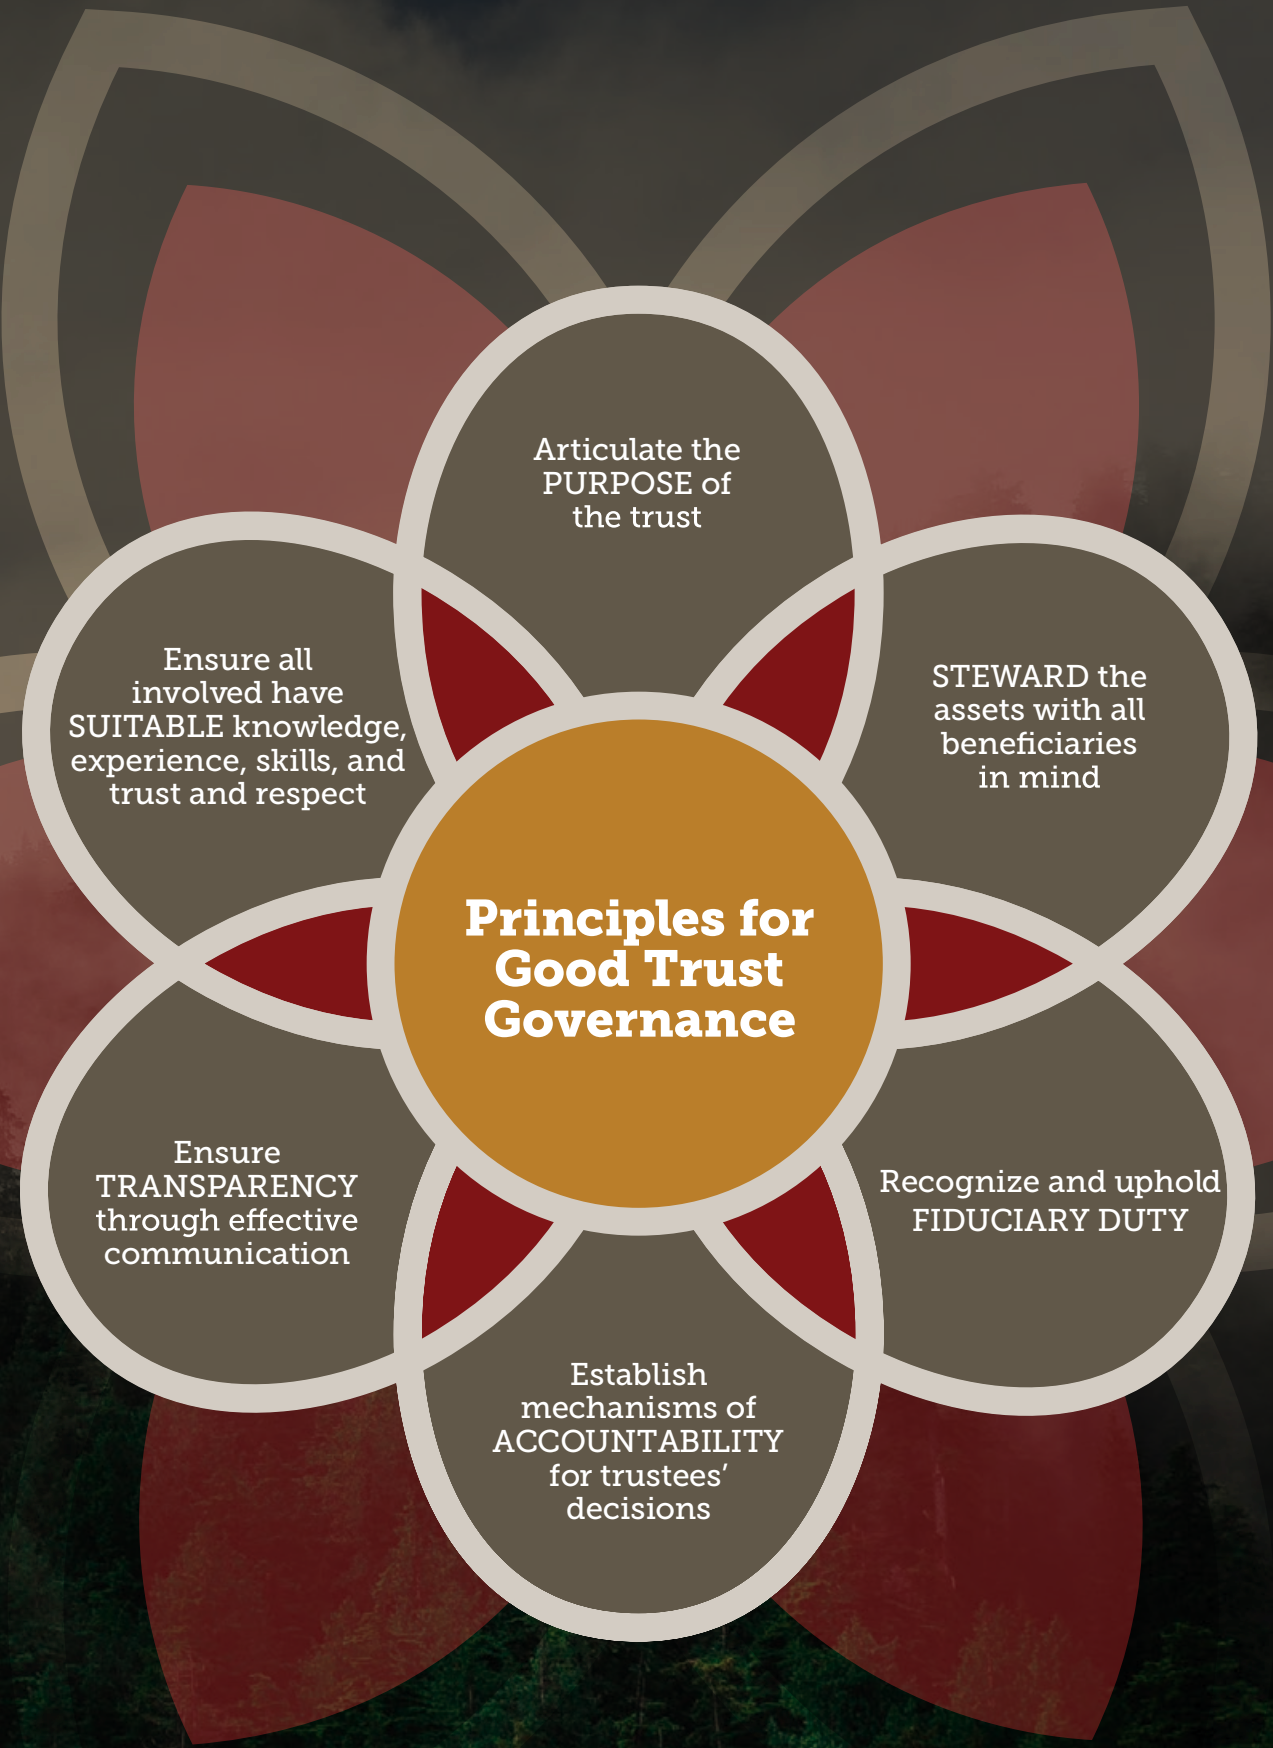 Articulate the
PURPOSE of
the trust
Ensure all
involved have
SUITABLE knowledge,
experience, skills, and
trust and respect
STEWARD the
assets with all
beneficiaries
in mind
Principles for
Good Trust
Governance
Ensure
TRANSPARENCY
through effective
communication
Recognize and uphold
FIDUCIARY DUTY
Establish
mechanisms of
ACCOUNTABILITY
for trustees’
decisions